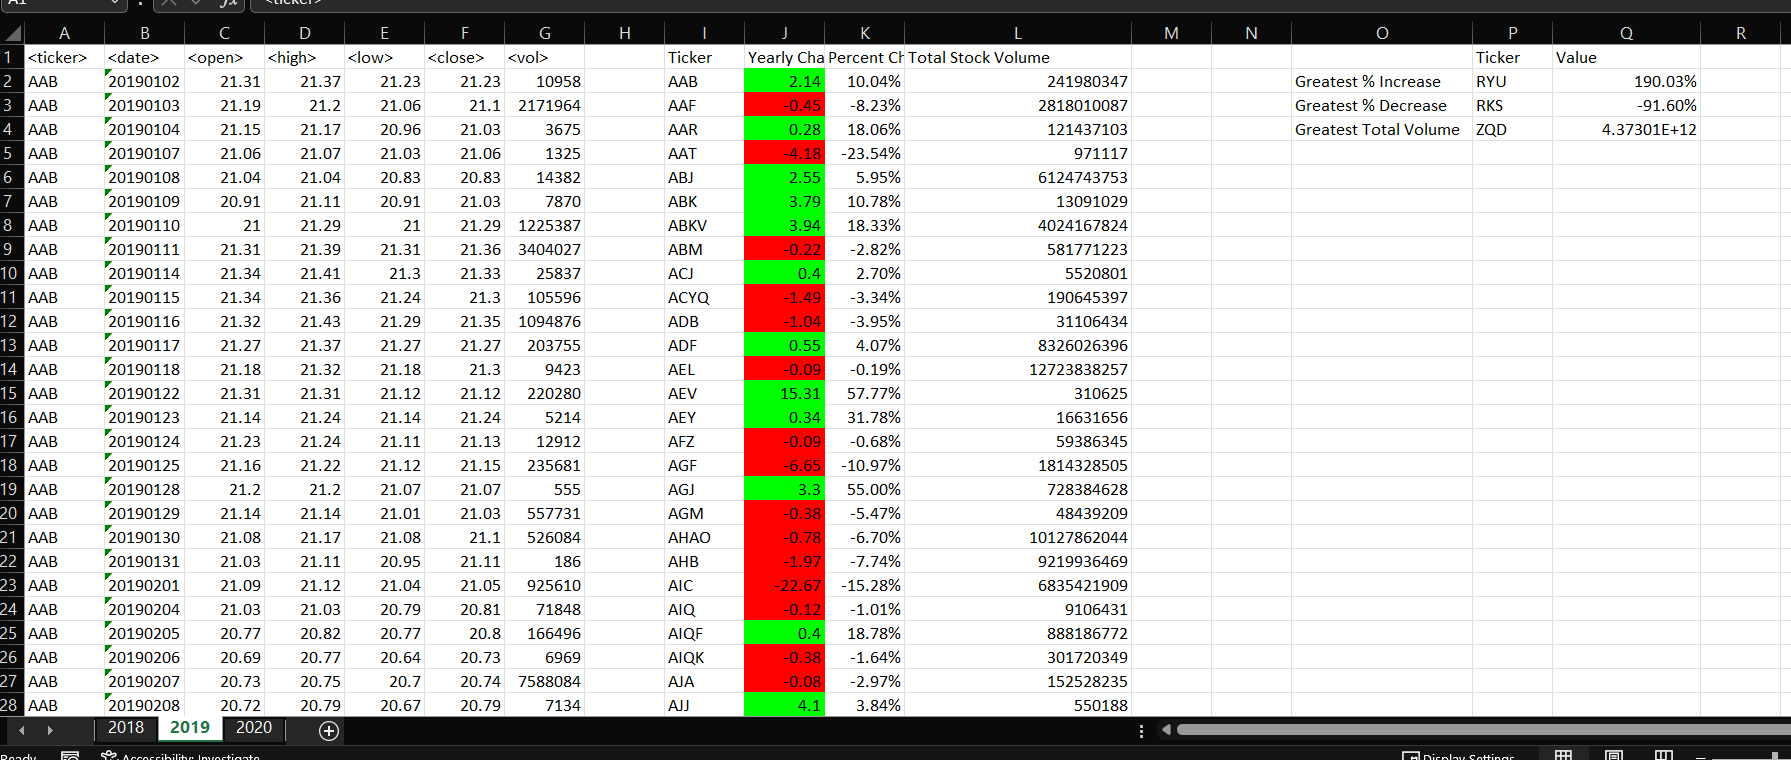 A1 fx <ticker>
A B C D E F G H I J K L M N O P Q R
1 <ticker> <date> <open> <high> <low> <close> <vol> Ticker Yearly Cha Percent Ch Total Stock Volume Ticker Value
2 AAB 20190102 21.31 21.37 21.23 21.23 10958 AAB 2.14 10.04% 241980347 Greatest % Increase RYU 190.03%
3 AAB 20190103 21.19 21.2 21.06 21.1 2171964 AAF -0.45 -8.23% 2818010087 Greatest % Decrease RKS -91.60%
4 AAB 20190104 21.15 21.17 20.96 21.03 3675 AAR 0.28 18.06% 121437103 Greatest Total Volume ZQD 4.37301E+12
5 AAB 20190107 21.06 21.07 21.03 21.06 1325 AAT -4.18 -23.54% 971117
6 AAB 20190108 21.04 21.04 20.83 20.83 14382 ABJ 2.55 5.95% 6124743753
7 AAB 20190109 20.91 21.11 20.91 21.03 7870 ABK 3.79 10.78% 13091029
8 AAB 20190110 21 21.29 21 21.29 1225387 ABKV 3.94 18.33% 4024167824
9 AAB 20190111 21.31 21.39 21.31 21.36 3404027 ABM -0.22 -2.82% 581771223
10 AAB 20190114 21.34 21.41 21.3 21.33 25837 ACJ 0.4 2.70% 5520801
11 AAB 20190115 21.34 21.36 21.24 21.3 105596 ACYQ -1.49 -3.34% 190645397
12 AAB 20190116 21.32 21.43 21.29 21.35 1094876 ADB -1.04 -3.95% 31106434
13 AAB 20190117 21.27 21.37 21.27 21.27 203755 ADF 0.55 4.07% 8326026396
14 AAB 20190118 21.18 21.32 21.18 21.3 9423 AEL -0.09 -0.19% 12723838257
15 AAB 20190122 21.31 21.31 21.12 21.12 220280 AEV 15.31 57.77% 310625
16 AAB 20190123 21.14 21.24 21.14 21.24 5214 AEY 0.34 31.78% 16631656
17 AAB 20190124 21.23 21.24 21.11 21.13 12912 AFZ -0.09 -0.68% 59386345
18 AAB 20190125 21.16 21.22 21.12 21.15 235681 AGF -6.65 -10.97% 1814328505
19 AAB 20190128 21.2 21.2 21.07 21.07 555 AGJ 3.3 55.00% 728384628
20 AAB 20190129 21.14 21.14 21.01 21.03 557731 AGM -0.38 -5.47% 48439209
21 AAB 20190130 21.08 21.17 21.08 21.1 526084 AHAO -0.78 -6.70% 10127862044
22 AAB 20190131 21.03 21.11 20.95 21.11 186 AHB -1.97 -7.74% 9219936469
23 AAB 20190201 21.09 21.12 21.04 21.05 925610 AIC -22.67 -15.28% 6835421909
24 AAB 20190204 21.03 21.03 20.79 20.81 71848 AIQ -0.12 -1.01% 9106431
25 AAB 20190205 20.77 20.82 20.77 20.8 166496 AIQF 0.4 18.78% 888186772
26 AAB 20190206 20.69 20.77 20.64 20.73 6969 AIQK -0.38 -1.64% 301720349
27 AAB 20190207 20.73 20.75 20.7 20.74 7588084 AJA -0.08 -2.97% 152528235
28 AAB 20190208 20.72 20.79 20.67 20.79 7134 AJJ 4.1 3.84% 550188
2018 2019 2020
Ready Accessibility: Investigate Display Settings